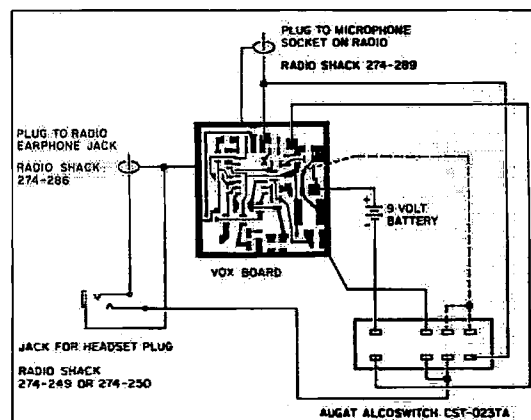 PLUG TO MICROPHONE
SOCKET ON RADIO
RADIO SHACK 274-289
PLUG TO RADIO
EARPHONE JACK
RADIO SHACK
274-286
9-VOLT
BATTERY
+
-
VOX BOARD
JACK FOR HEADSET PLUG
RADIO SHACK
274-249 OR 274-250
AUGAT ALCOSWITCH CST-023TA